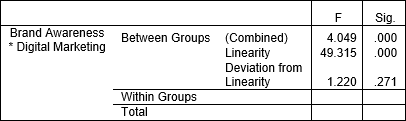 F Sig.
Brand Awareness Between Groups (Combined) 4.049 .000
* Digital Marketing Linearity 49.315 .000
Deviation from
Linearity 1.220 .271
Within Groups
Total